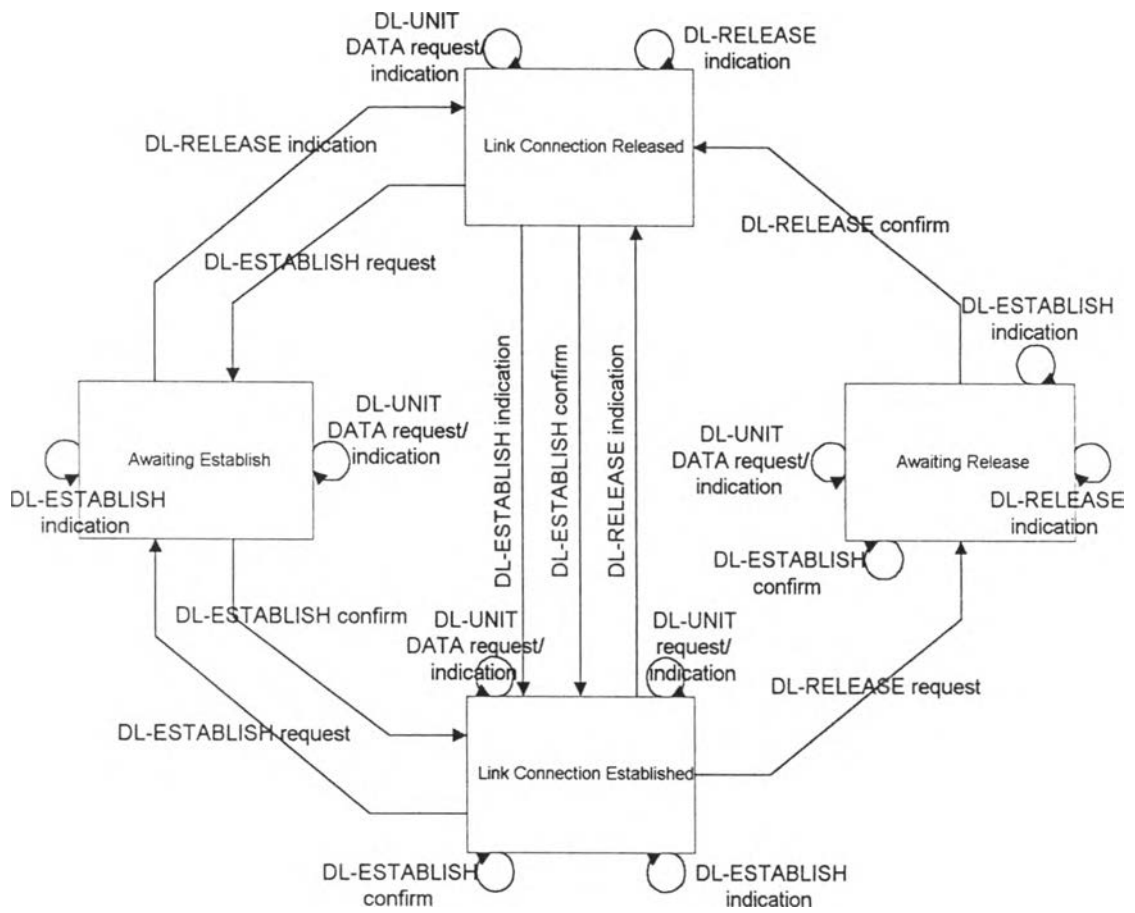 DL-UNIT
DATA request/
indication
DL-RELEASE
indication
DL-RELEASE indication
Link Connection Released
DL-RELEASE confirm
DL-ESTABLISH request
DL-ESTABLISH
indication
DL-ESTABLISH indication
DL-ESTABLISH confirm
DL-RELEASE indication
DL-UNIT
DATA request/
indication
Awaiting Establish
DL-ESTABLISH
indication
DL-UNIT
DATA request/
indication
Awaiting Release
DL-RELEASE
indication
DL-ESTABLISH
confirm
DL-ESTABLISH confirm
DL-UNIT
DATA request/
indication
DL-UNIT
request/
indication
DL-RELEASE request
DL-ESTABLISH request
Link Connection Established
DL-ESTABLISH
confirm
DL-ESTABLISH
indication